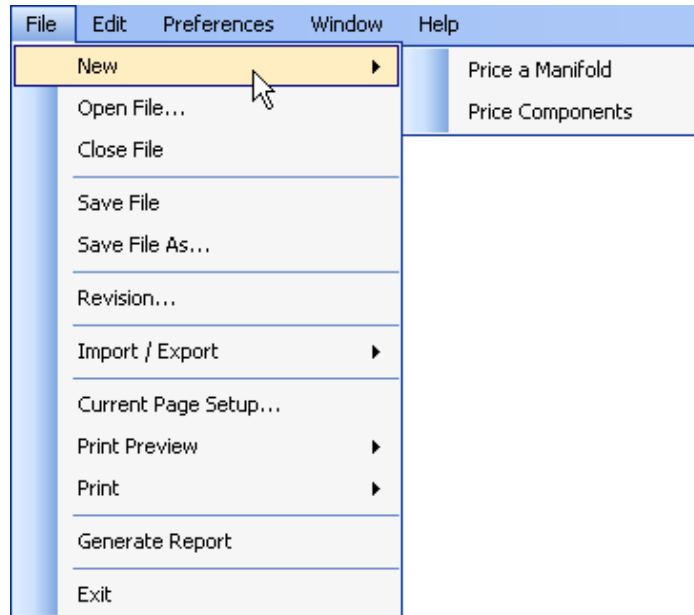 File Edit Preferences Window Help
New
Price a Manifold
Open File...
Price Components
Close File
Save File
Save File As...
Revision...
Import / Export
Current Page Setup...
Print Preview
Print
Generate Report
Exit